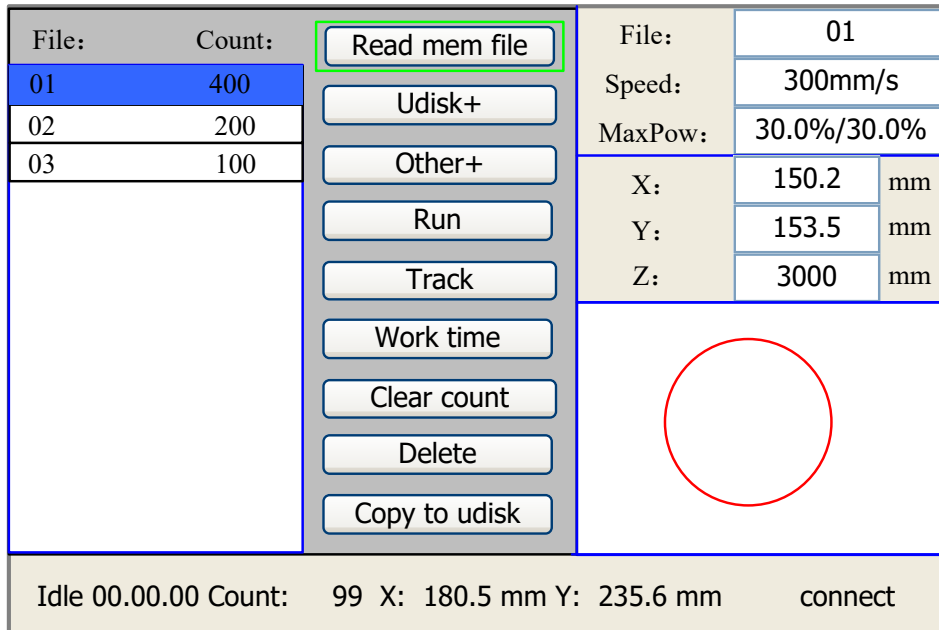 File： Count：
01 400
02 200
03 100
Read mem file
Udisk+
Other+
Run
Track
Work time
Clear count
Delete
Copy to udisk
File： 01
Speed： 300mm/s
MaxPow： 30.0%/30.0%
X： 150.2 mm
Y： 153.5 mm
Z： 3000 mm
Idle 00.00.00 Count: 99 X: 180.5 mm Y: 235.6 mm connect